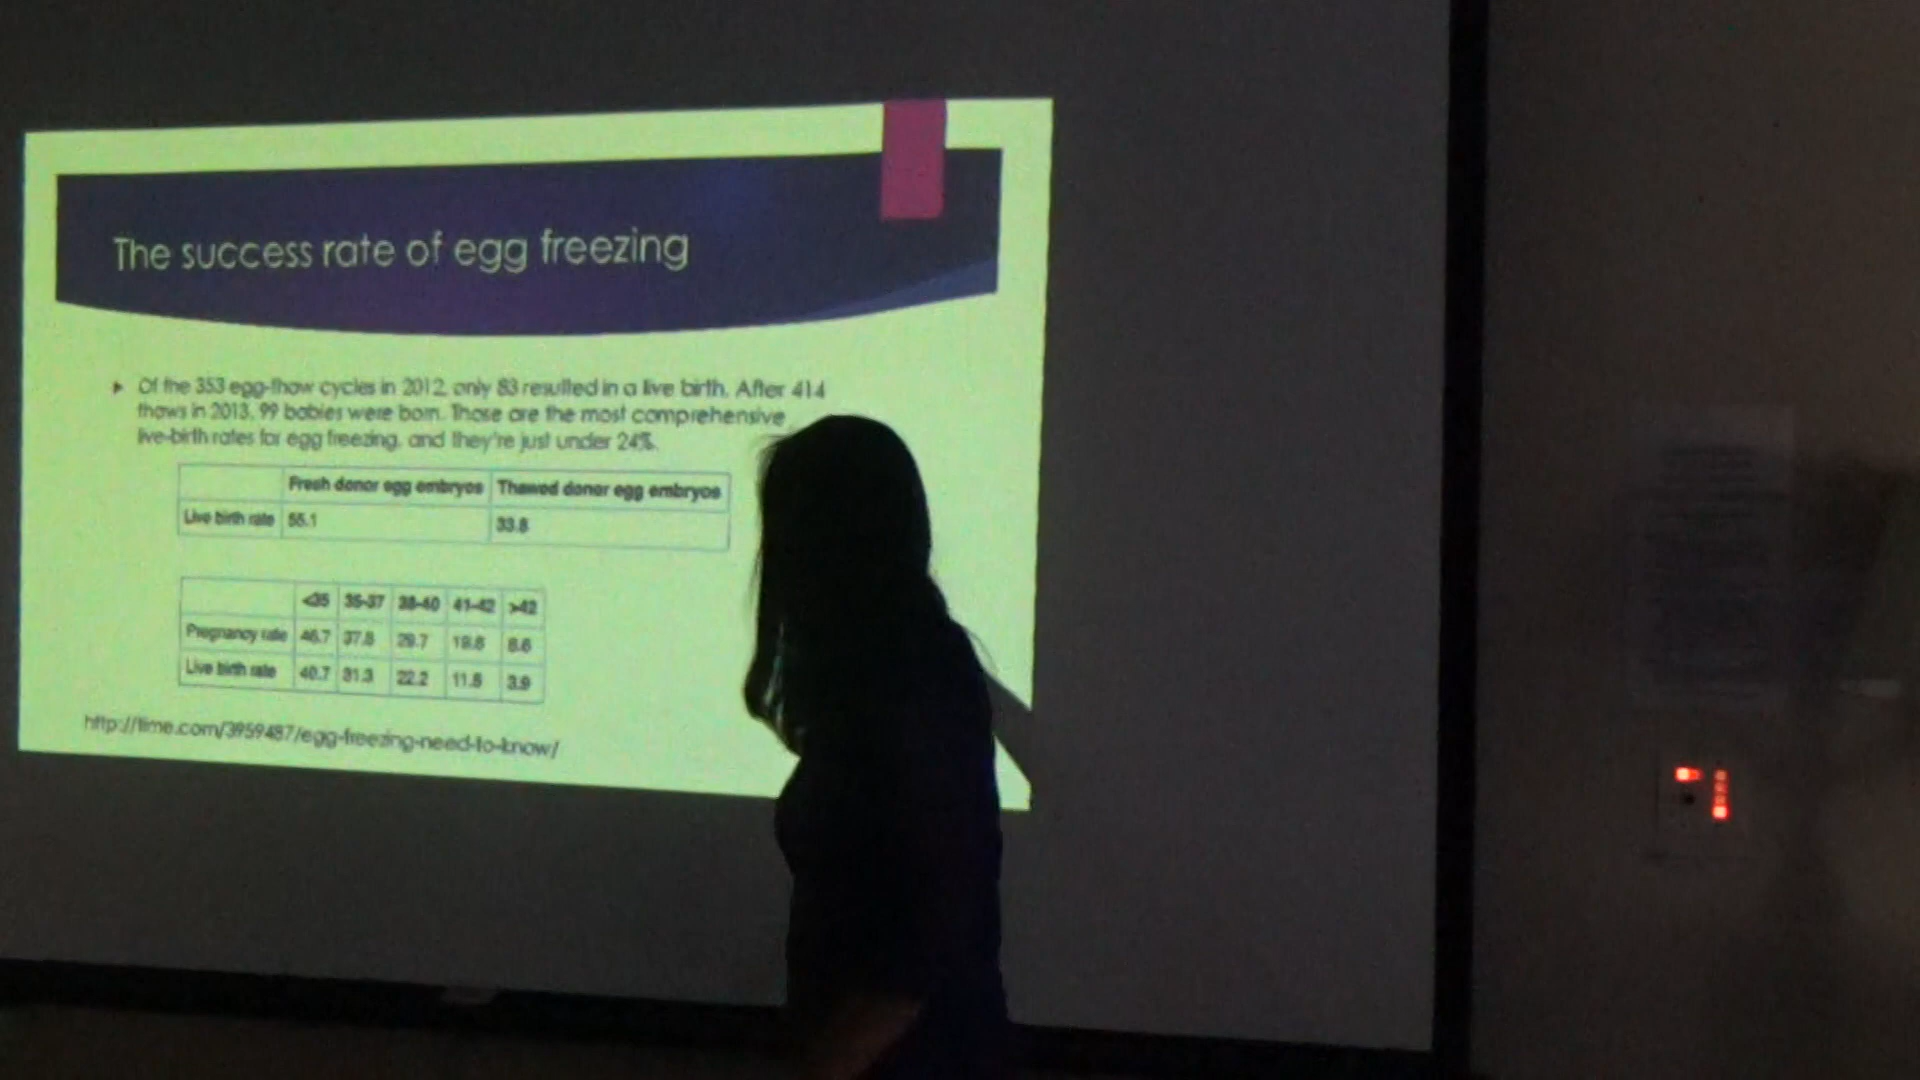 The success rate of egg freezing
Of the 353 egg-thaw cycles in 2012, only 83 resulted in a live birth. After 414
thaws in 2013, 99 babies were born. Those are the most comprehensive
live-birth rates for egg freezing, and they're just under 24%.
Fresh donor egg embryos Thawed donor egg embryos
Live birth rate 55.1 33.8
<35 35-37 38-40 41-42 >42
Pregnancy rate 46.7 37.8 29.7 19.8 8.6
Live birth rate 40.7 31.3 22.2 11.8 3.9
http://time.com/3959487/egg-freezing-need-to-know/